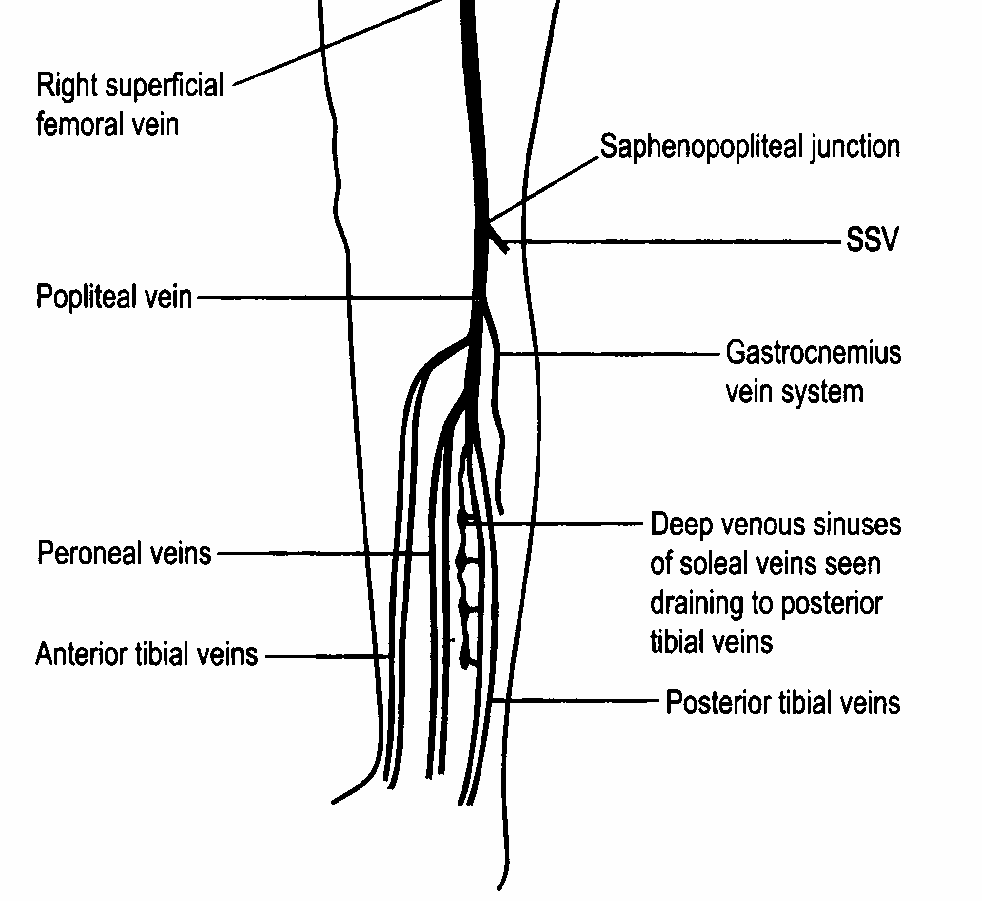 Right superficial
femoral vein
Saphenopopliteal junction
SSV
Popliteal vein
Gastrocnemius
vein system
Deep venous sinuses
of soleal veins seen
draining to posterior
tibial veins
Peroneal veins
Anterior tibial veins
Posterior tibial veins